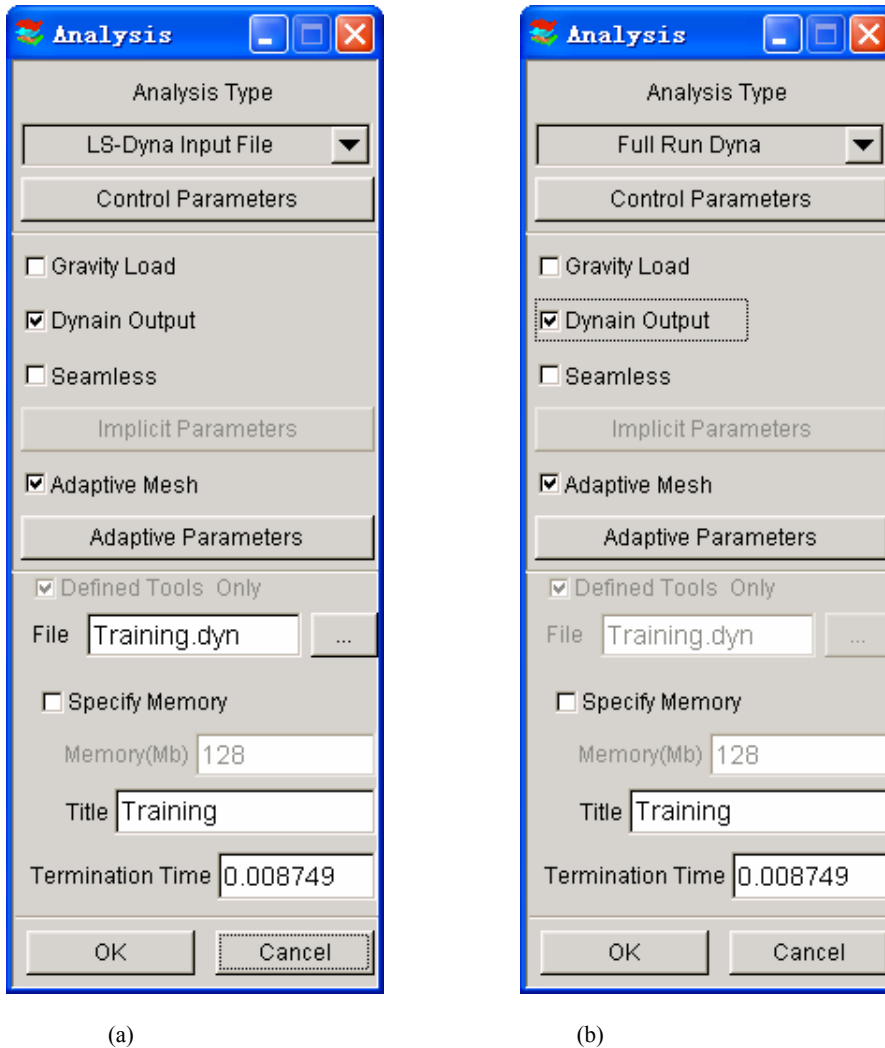 Analysis
Analysis Type
LS-Dyna Input File
Control Parameters
Gravity Load
Dynain Output
Seamless
Implicit Parameters
Adaptive Mesh
Adaptive Parameters
Defined Tools Only
File Training.dyn ...
Specify Memory
Memory(Mb) 128
Title Training
Termination Time 0.008749
OK Cancel
(a)
Analysis
Analysis Type
Full Run Dyna
Control Parameters
Gravity Load
Dynain Output
Seamless
Implicit Parameters
Adaptive Mesh
Adaptive Parameters
Defined Tools Only
File Training.dyn ...
Specify Memory
Memory(Mb) 128
Title Training
Termination Time 0.008749
OK Cancel
(b)